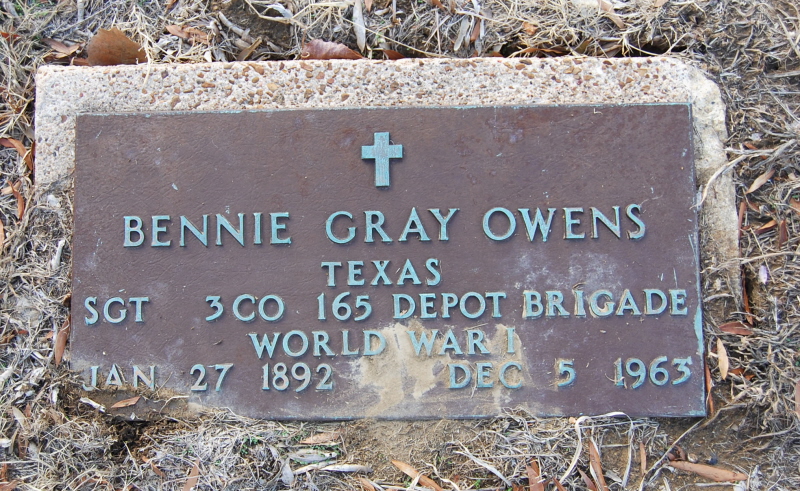 BENNIE GRAY OWENS
TEXAS
SGT 3 CO 165 DEPOT BRIGADE
WORLD WAR I
JAN 27 1892 DEC 5 1963